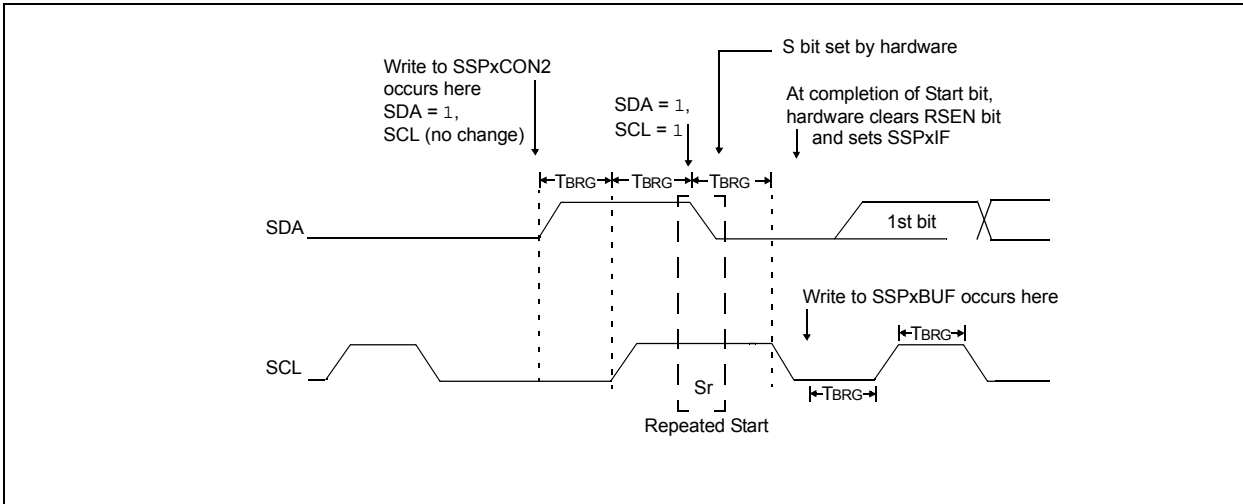 S bit set by hardware
Write to SSPxCON2
occurs here
SDA = 1,
SCL (no change)
SDA = 1,
SCL = 1
At completion of Start bit,
hardware clears RSEN bit
and sets SSPxIF
TBRG
TBRG
TBRG
SDA
1st bit
Write to SSPxBUF occurs here
TBRG
SCL
Sr
TBRG
Repeated Start